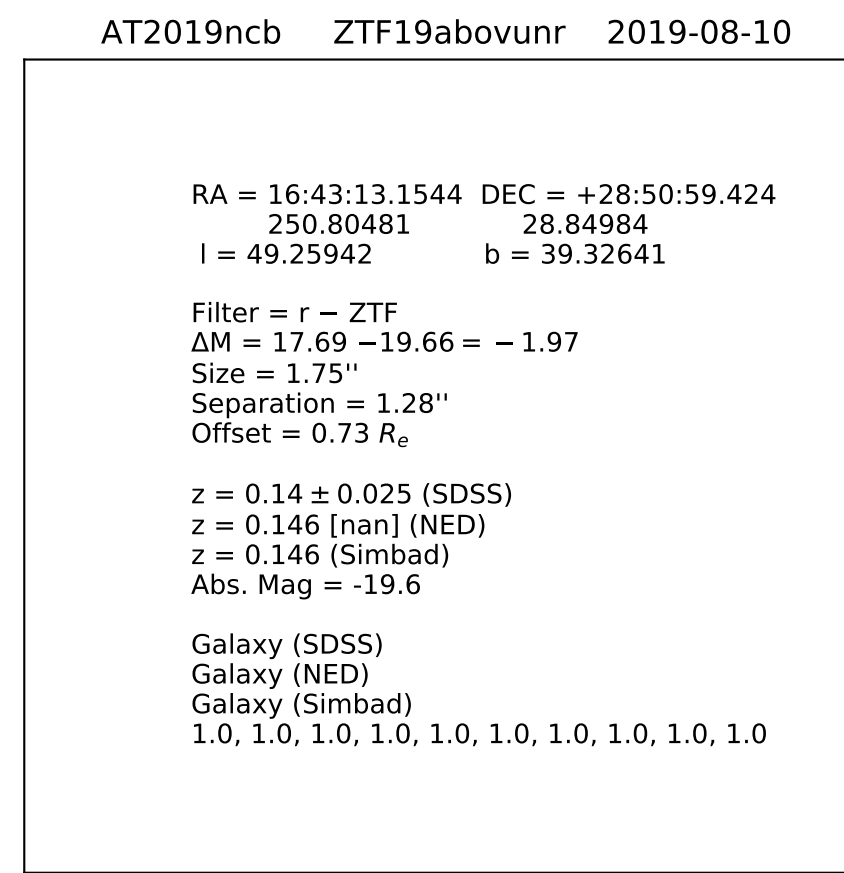 AT2019ncb ZTF19abovunr 2019-08-10
RA = 16:43:13.1544 DEC = +28:50:59.424
250.80481 28.84984
l = 49.25942 b = 39.32641
Filter = r − ZTF
ΔM = 17.69 −19.66 = − 1.97
Size = 1.75''
Separation = 1.28''
Offset = 0.73 Rₑ
z = 0.14 ± 0.025 (SDSS)
z = 0.146 [nan] (NED)
z = 0.146 (Simbad)
Abs. Mag = -19.6
Galaxy (SDSS)
Galaxy (NED)
Galaxy (Simbad)
1.0, 1.0, 1.0, 1.0, 1.0, 1.0, 1.0, 1.0, 1.0, 1.0